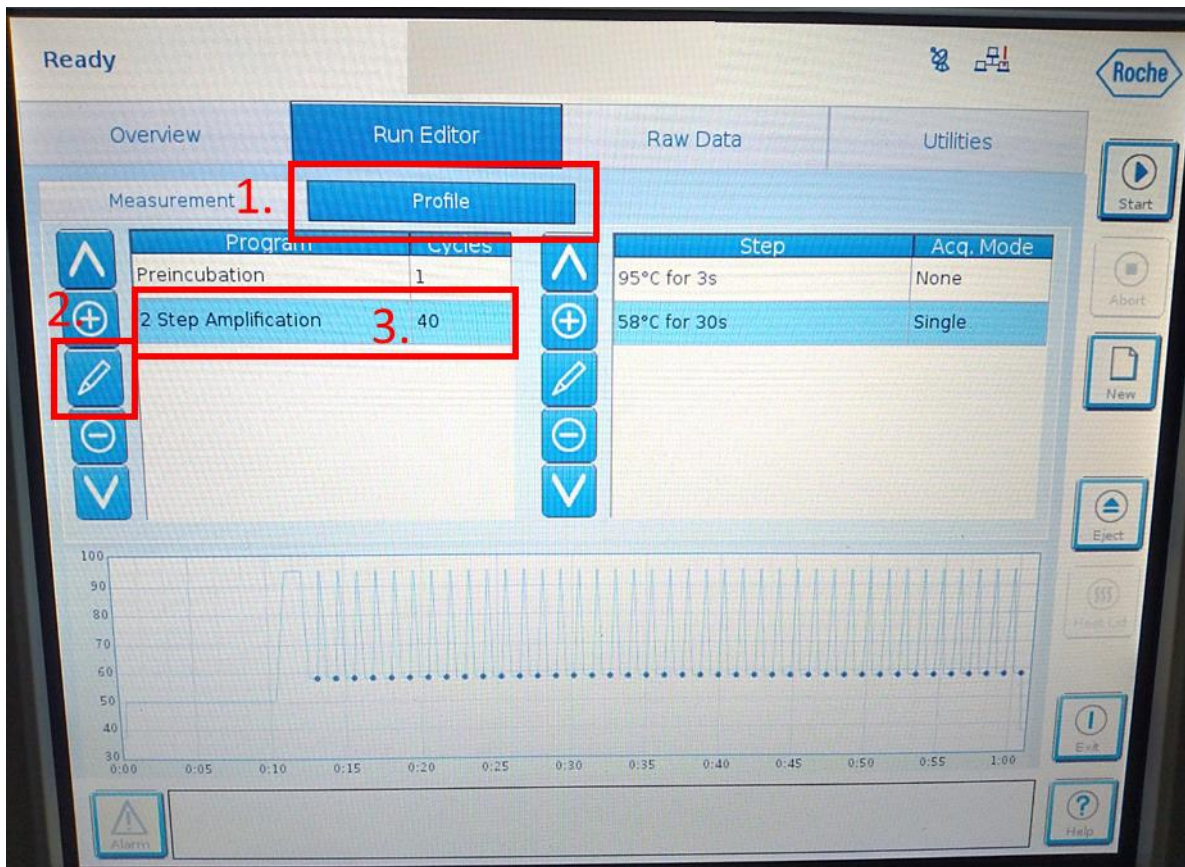 Ready
Roche
Overview Run Editor Raw Data Utilities
Measurement 1. Profile
Start
Program Cycles Step Acq. Mode
Preincubation 1 95°C for 3s None
2. 2 Step Amplification 3. 40 58°C for 30s Single
Abort
New
Eject
100
90
80
70
60
50
40
30
0:00 0:05 0:10 0:15 0:20 0:25 0:30 0:35 0:40 0:45 0:50 0:55 1:00
Heat Lid
Exit
Alarm
Help